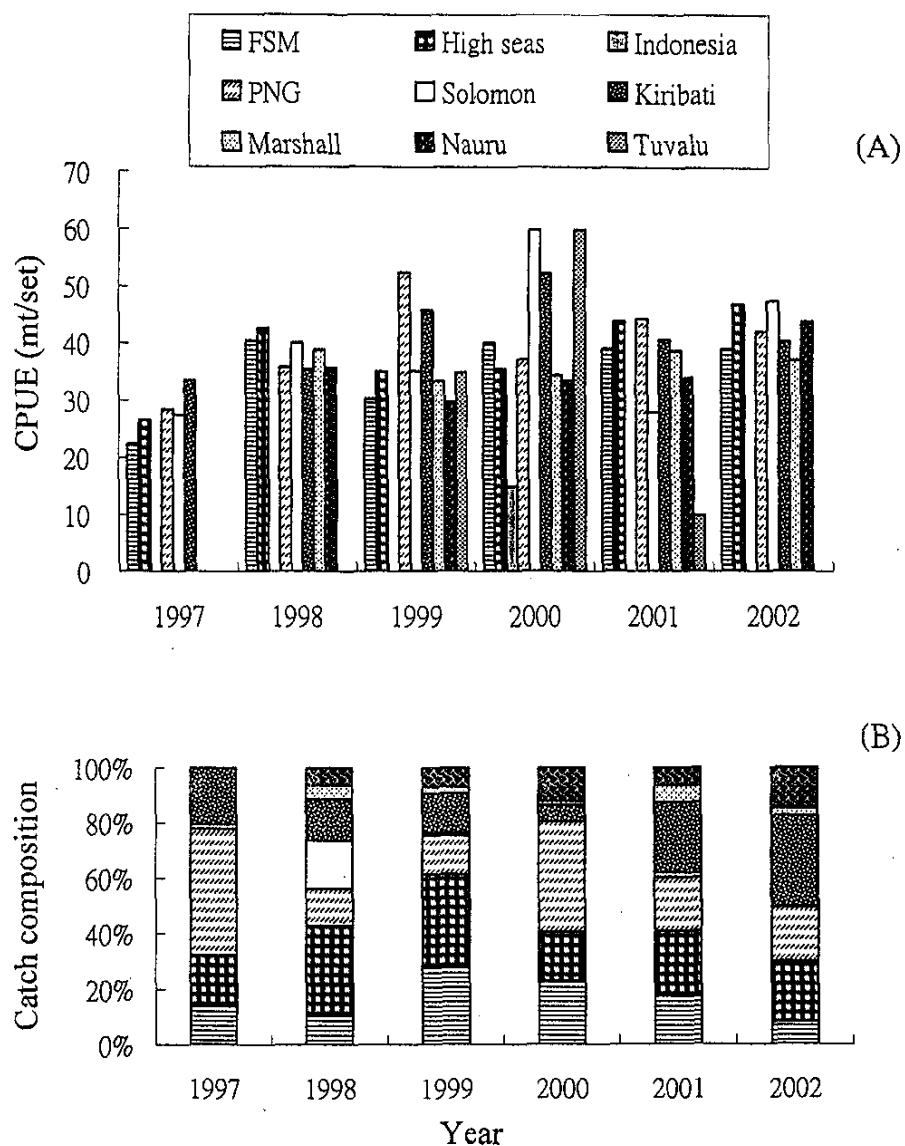 FSM High seas Indonesia
PNG Solomon Kiribati
Marshall Nauru Tuvalu
(A)
CPUE (mt/set)
70
60
50
40
30
20
10
0
1997 1998 1999 2000 2001 2002
(B)
Catch composition
100%
80%
60%
40%
20%
0%
1997 1998 1999 2000 2001 2002
Year